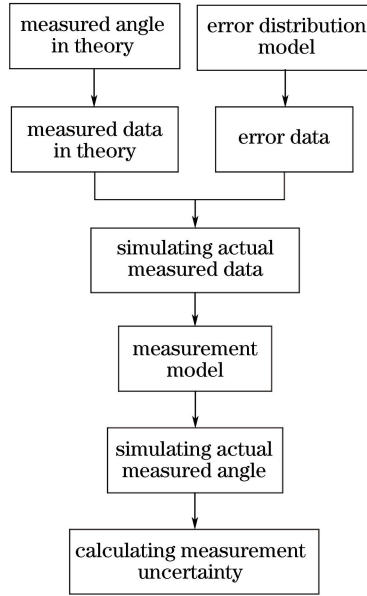 measured angle
in theory
error distribution
model
measured data
in theory
error data
simulating actual
measured data
measurement
model
simulating actual
measured angle
calculating measurement
uncertainty